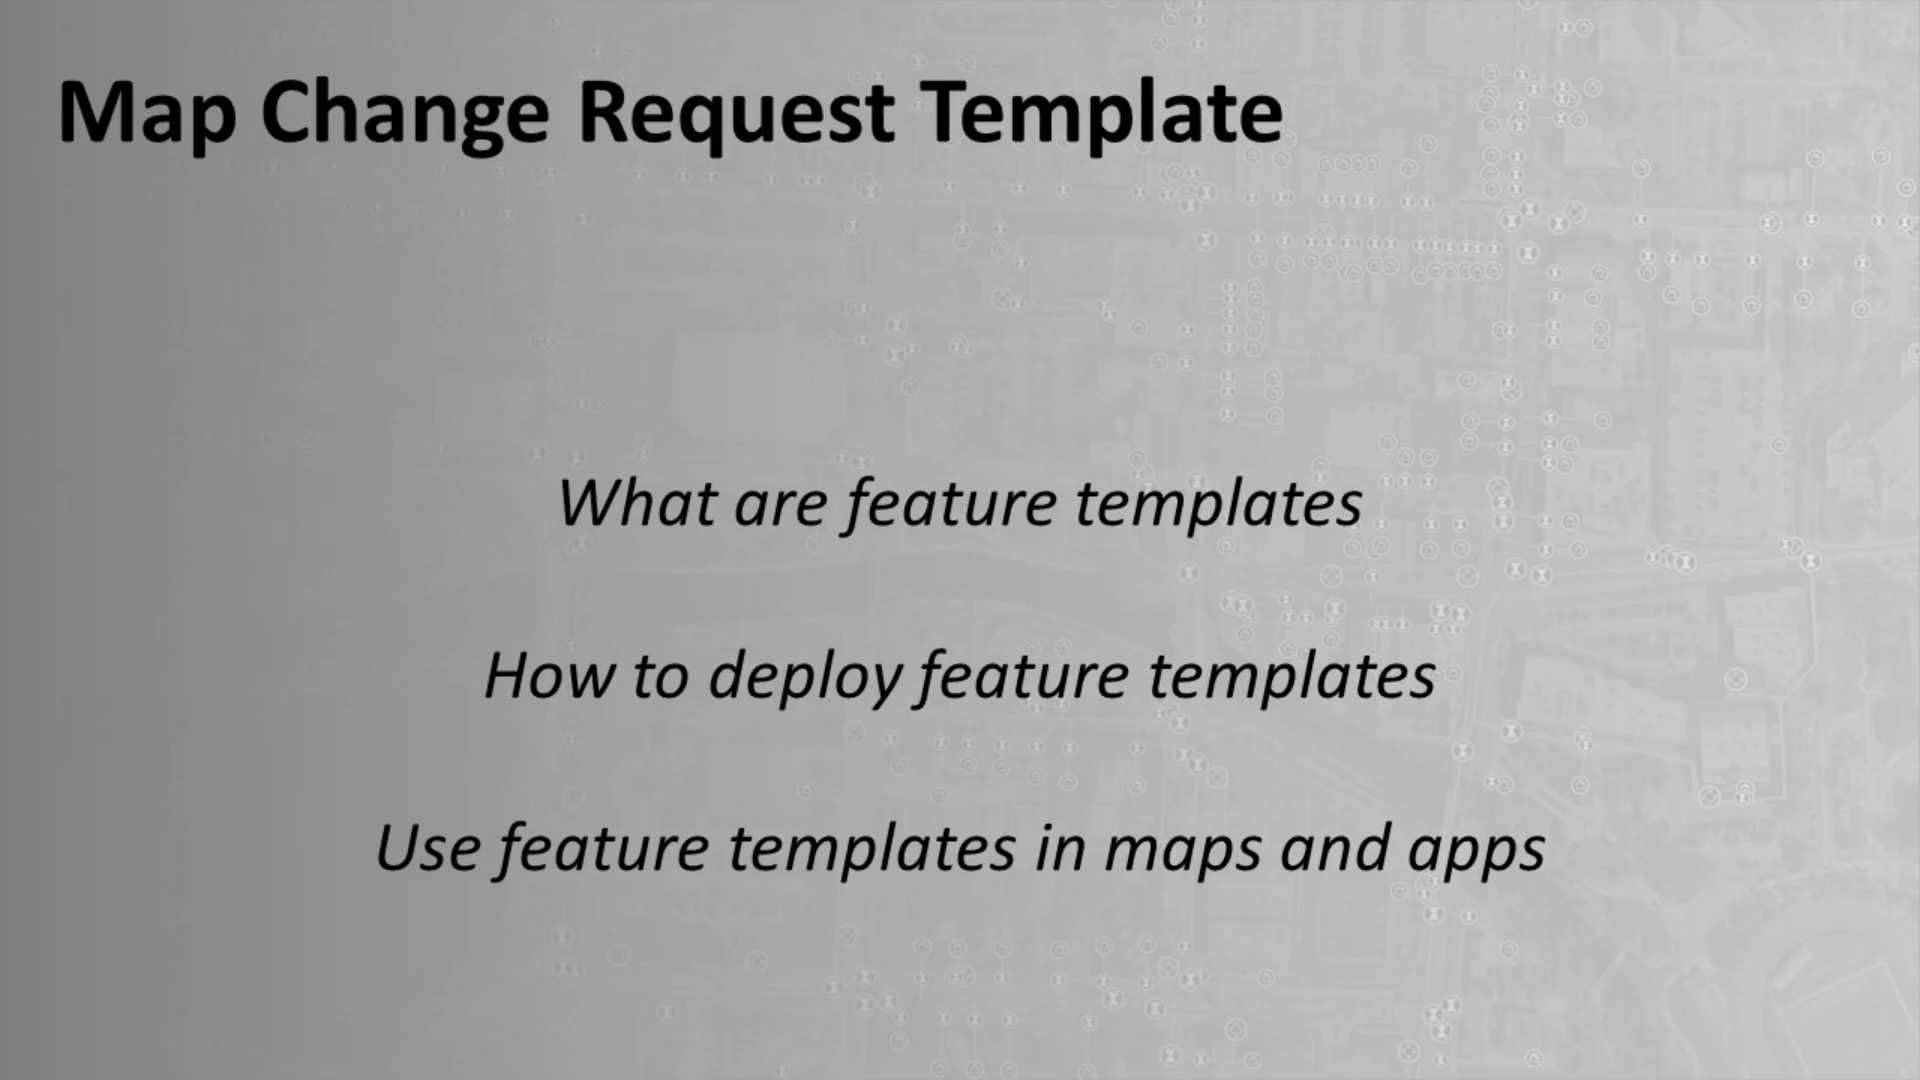 Map Change Request Template
What are feature templates
How to deploy feature templates
Use feature templates in maps and apps